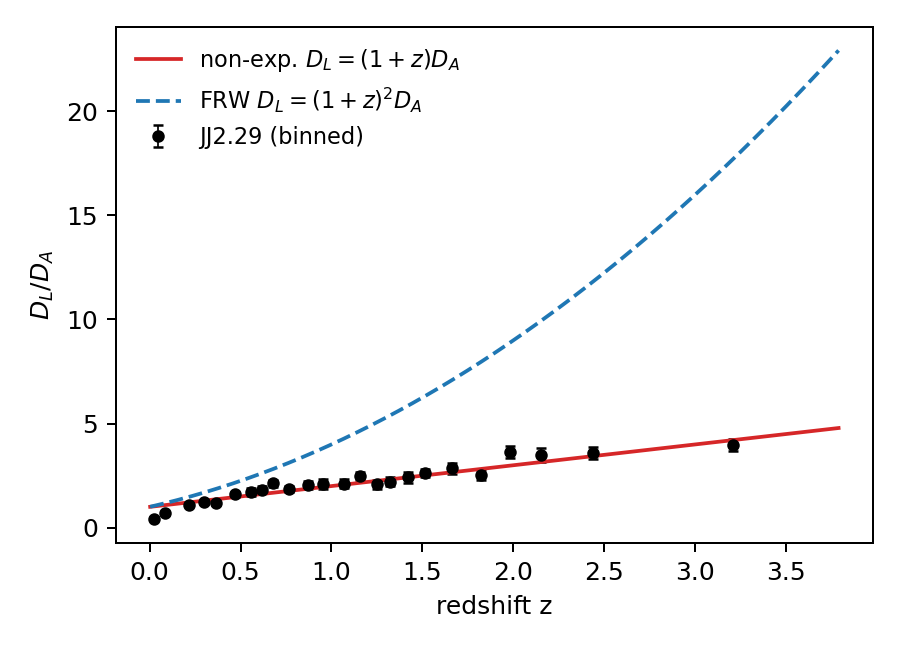 non-exp. D_L = (1 + z)D_A
FRW D_L = (1 + z)^2 D_A
JJ2.29 (binned)
D_L/D_A
20
15
10
5
0
0.0 0.5 1.0 1.5 2.0 2.5 3.0 3.5
redshift z